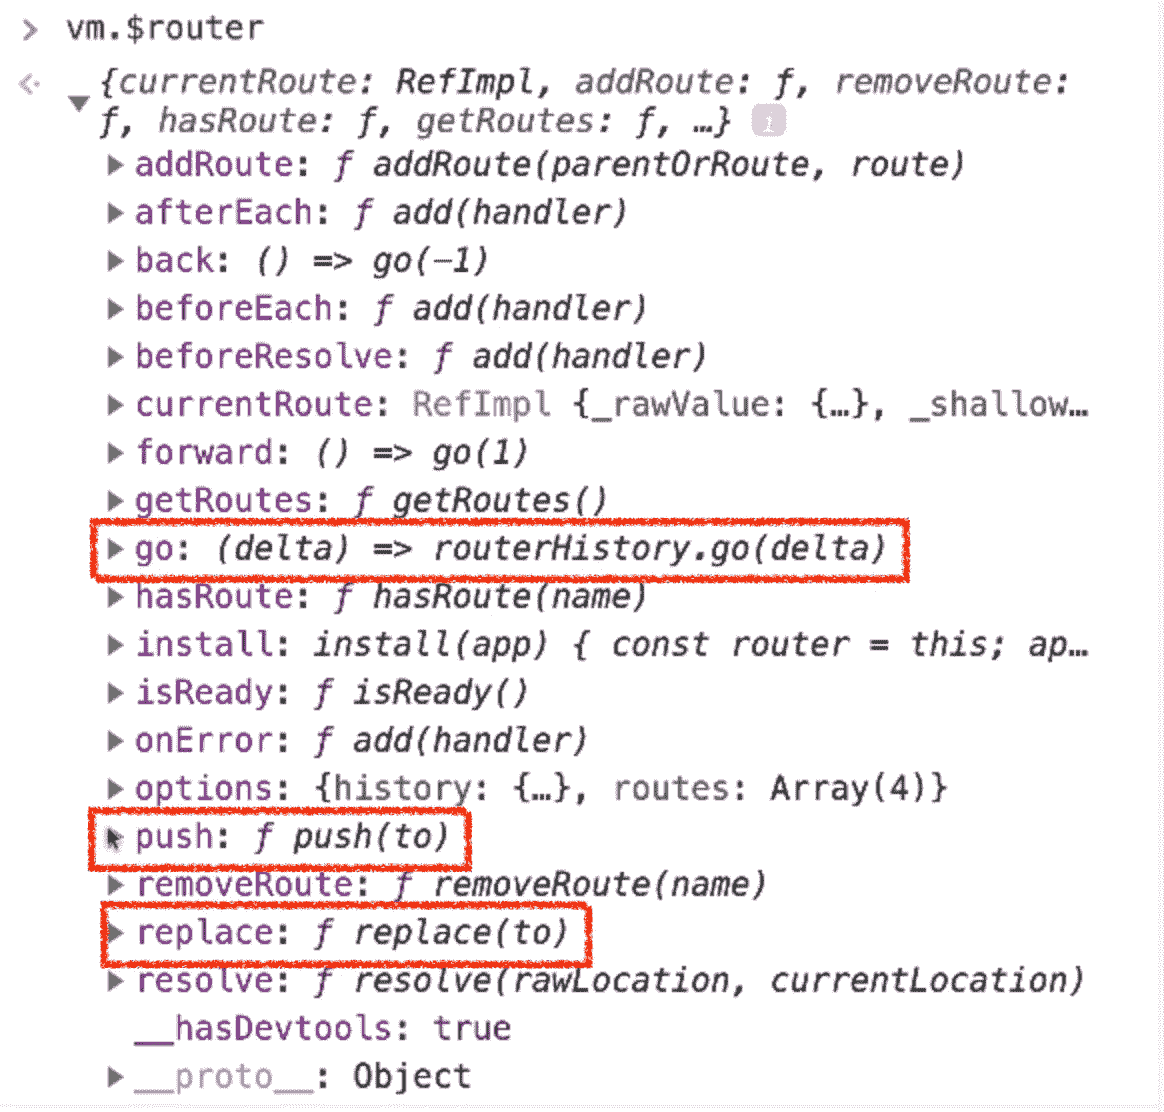 vm.$router
{currentRoute: RefImpl, addRoute: ƒ, removeRoute:
ƒ, hasRoute: ƒ, getRoutes: ƒ, …} i
addRoute: ƒ addRoute(parentOrRoute, route)
afterEach: ƒ add(handler)
back: () => go(-1)
beforeEach: ƒ add(handler)
beforeResolve: ƒ add(handler)
currentRoute: RefImpl {_rawValue: {…}, _shallow…
forward: () => go(1)
getRoutes: ƒ getRoutes()
go: (delta) => routerHistory.go(delta)
hasRoute: ƒ hasRoute(name)
install: install(app) { const router = this; ap…
isReady: ƒ isReady()
onError: ƒ add(handler)
options: {history: {…}, routes: Array(4)}
push: ƒ push(to)
removeRoute: ƒ removeRoute(name)
replace: ƒ replace(to)
resolve: ƒ resolve(rawLocation, currentLocation)
__hasDevtools: true
__proto__: Object